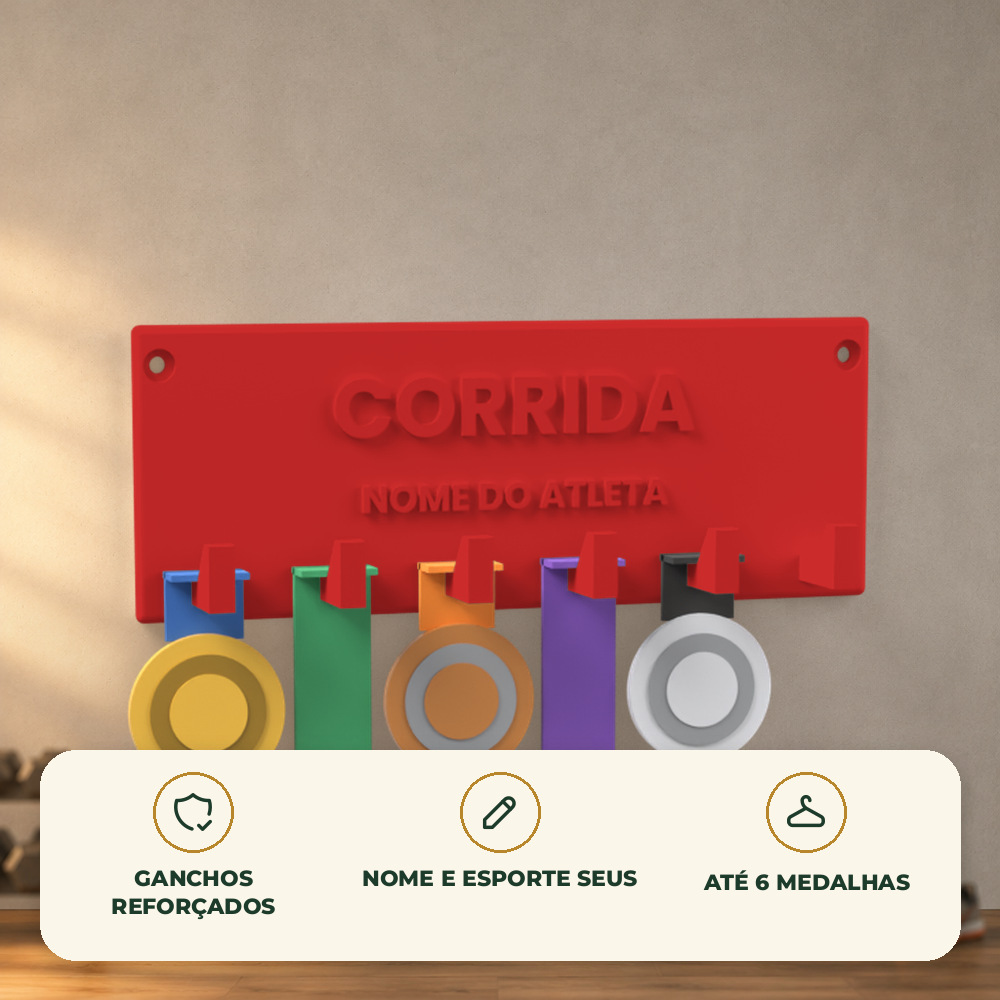 CORRIDA
NOME DO ATLETA
GANCHOS
REFORÇADOS
NOME E ESPORTE SEUS
ATÉ 6 MEDALHAS